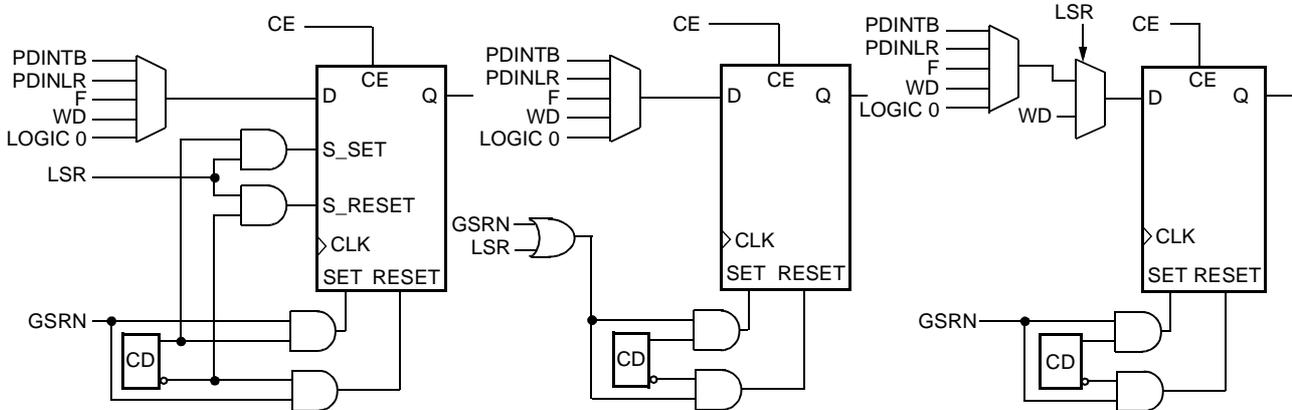 CE
PDINTB
PDINLR
F
WD
LOGIC 0
CE
D
Q
S_SET
LSR
S_RESET
CLK
SET RESET
GSRN
CD
CE
PDINTB
PDINLR
F
WD
LOGIC 0
CE
D
Q
GSRN
LSR
CLK
SET RESET
CD
LSR
CE
PDINTB
PDINLR
F
WD
LOGIC 0
WD
CE
D
Q
CLK
SET RESET
GSRN
CD